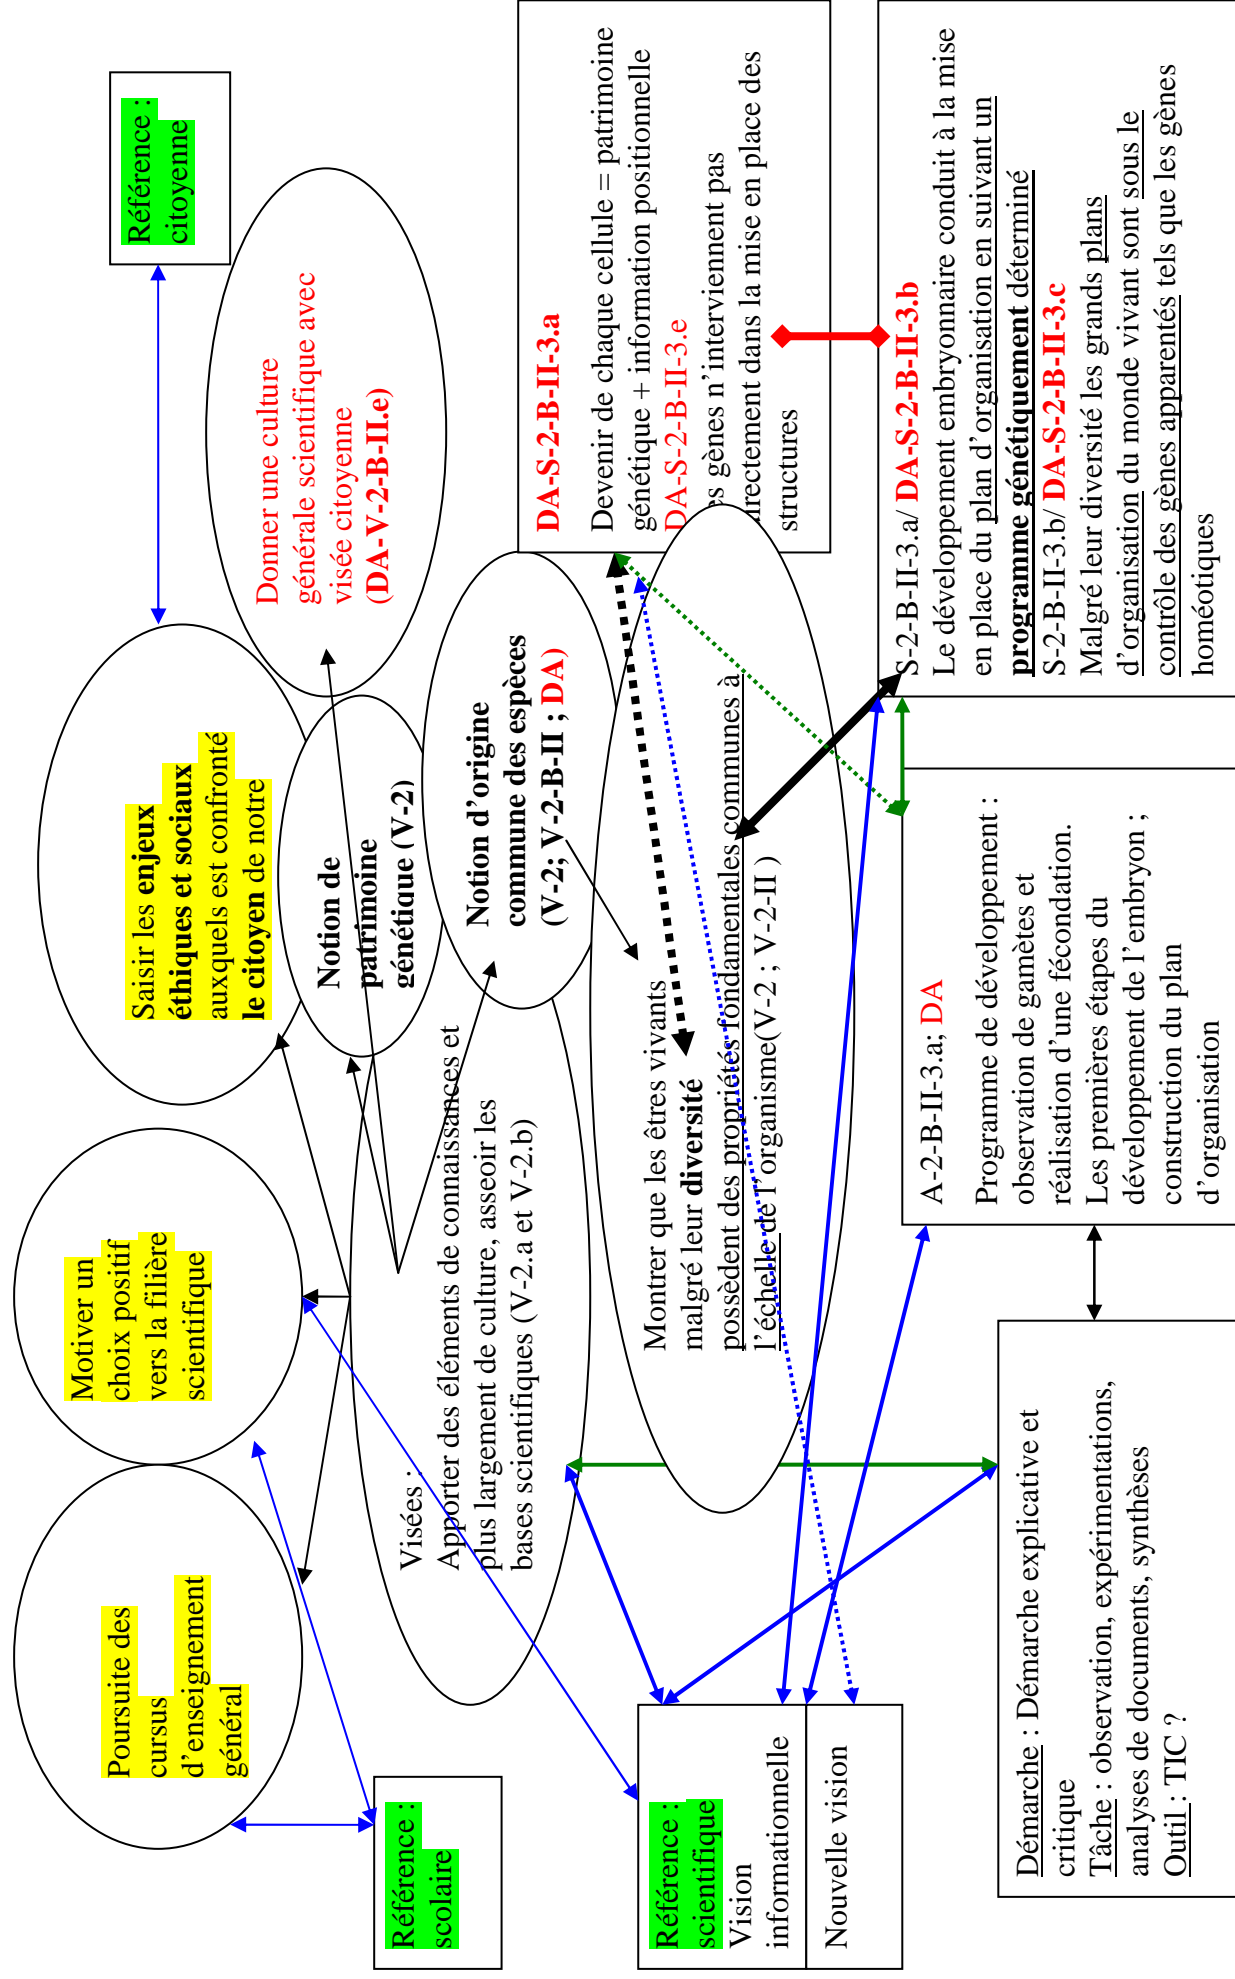 Poursuite des
cursus
d'enseignement
général
Motiver un
choix positif
vers la filière
scientifique
Saisir les enjeux
éthiques et sociaux
auxquels est confronté
le citoyen de notre
Référence :
citoyenne
Donner une culture
générale scientifique avec
visée citoyenne
(DA-V-2-B-II.e)
Notion de
patrimoine
génétique (V-2)
Référence :
scolaire
Visées :
Apporter des éléments de connaissances et
plus largement de culture, asseoir les
bases scientifiques (V-2.a et V-2.b)
Notion d'origine
commune des espèces
(V-2; V-2-B-II ; DA)
DA-S-2-B-II-3.a
Devenir de chaque cellule = patrimoine
génétique + information positionnelle
DA-S-2-B-II-3.e
es gènes n'interviennent pas
irectement dans la mise en place des
structures
Montrer que les êtres vivants
malgré leur diversité
possèdent des propriétés fondamentales communes à
l'échelle de l'organisme(V-2 ; V-2-II )
Référence :
scientifique
Vision
informationnelle
Nouvelle vision
S-2-B-II-3.a/ DA-S-2-B-II-3.b
Le développement embryonnaire conduit à la mise
en place du plan d'organisation en suivant un
programme génétiquement déterminé
S-2-B-II-3.b/ DA-S-2-B-II-3.c
Malgré leur diversité les grands plans
d'organisation du monde vivant sont sous le
contrôle des gènes apparentés tels que les gènes
homéotiques
A-2-B-II-3.a; DA
Programme de développement :
observation de gamètes et
réalisation d'une fécondation.
Les premières étapes du
développement de l'embryon ;
construction du plan
d'organisation
Démarche : Démarche explicative et
critique
Tâche : observation, expérimentations,
analyses de documents, synthèses
Outil : TIC ?